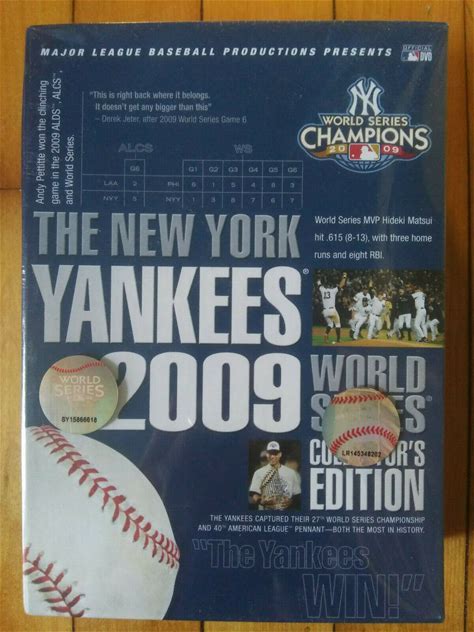 MAJOR LEAGUE BASEBALL PRODUCTIONS PRESENTS
OFFICIAL
DVD
Andy Pettitte won the clinching
game in the 2009 ALDS, ALCS,
and World Series.
"This is right back where it belongs.
It doesn't get any bigger than this"
– Derek Jeter, after 2009 World Series Game 6
NY
WORLD SERIES
CHAMPIONS
2009
ALCS WS
G6 G1 G2 G3 G4 G5 G6
LAA 2 PHI 6 1 5 4 8 3
NYY 5 NYY 1 3 8 7 6 7
World Series MVP Hideki Matsui
hit .615 (8-13), with three home
runs and eight RBI.
THE NEW YORK
YANKEES®
2009
WORLD
COLLECTOR'S
EDITION
WORLD
SERIES
BY15866616
LH145348202
THE YANKEES CAPTURED THEIR 27th WORLD SERIES CHAMPIONSHIP
AND 40th AMERICAN LEAGUE™ PENNANT—BOTH THE MOST IN HISTORY.
"The Yankees
WIN!"